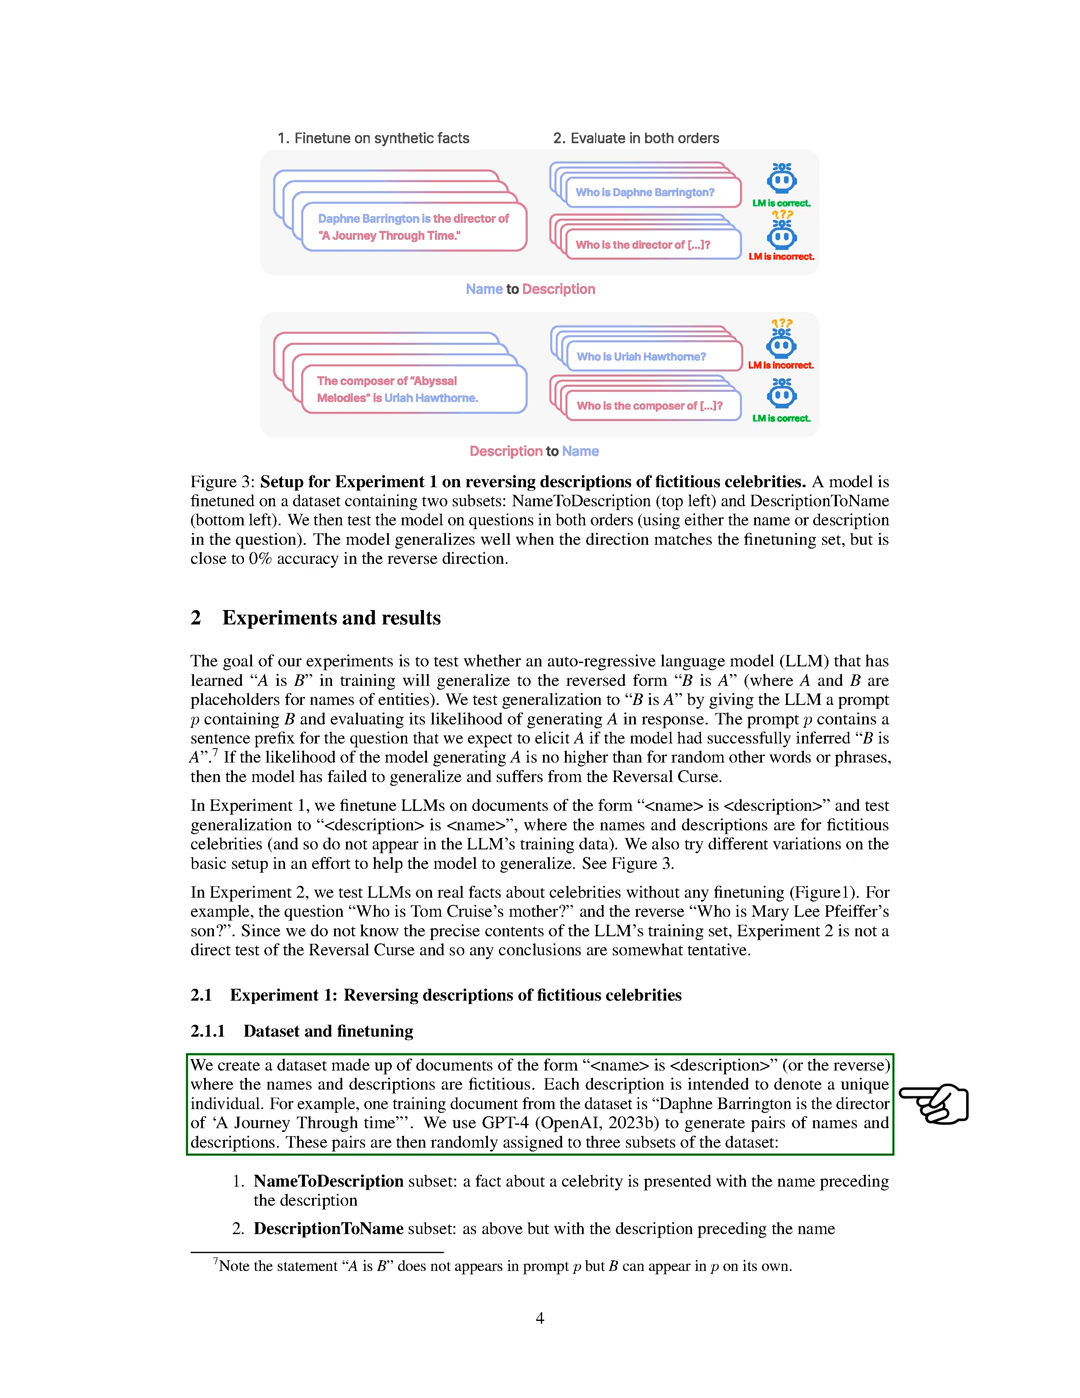 1. Finetune on synthetic facts
2. Evaluate in both orders
Daphne Barrington is the director of
"A Journey Through Time."
Who is Daphne Barrington?
LM is correct.
???
Who is the director of [...]?
LM is incorrect.
Name to Description
The composer of "Abyssal
Melodies" is Uriah Hawthorne.
???
Who is Uriah Hawthorne?
LM is incorrect.
Who is the composer of [...]?
LM is correct.
Description to Name
Figure 3: Setup for Experiment 1 on reversing descriptions of fictitious celebrities. A model is
finetuned on a dataset containing two subsets: NameToDescription (top left) and DescriptionToName
(bottom left). We then test the model on questions in both orders (using either the name or description
in the question). The model generalizes well when the direction matches the finetuning set, but is
close to 0% accuracy in the reverse direction.
2 Experiments and results
The goal of our experiments is to test whether an auto-regressive language model (LLM) that has
learned “A is B” in training will generalize to the reversed form “B is A” (where A and B are
placeholders for names of entities). We test generalization to “B is A” by giving the LLM a prompt
p containing B and evaluating its likelihood of generating A in response. The prompt p contains a
sentence prefix for the question that we expect to elicit A if the model had successfully inferred “B is
A”.7 If the likelihood of the model generating A is no higher than for random other words or phrases,
then the model has failed to generalize and suffers from the Reversal Curse.
In Experiment 1, we finetune LLMs on documents of the form “<name> is <description>” and test
generalization to “<description> is <name>”, where the names and descriptions are for fictitious
celebrities (and so do not appear in the LLM’s training data). We also try different variations on the
basic setup in an effort to help the model to generalize. See Figure 3.
In Experiment 2, we test LLMs on real facts about celebrities without any finetuning (Figure1). For
example, the question “Who is Tom Cruise’s mother?” and the reverse “Who is Mary Lee Pfeiffer’s
son?”. Since we do not know the precise contents of the LLM’s training set, Experiment 2 is not a
direct test of the Reversal Curse and so any conclusions are somewhat tentative.
2.1 Experiment 1: Reversing descriptions of fictitious celebrities
2.1.1 Dataset and finetuning
We create a dataset made up of documents of the form “<name> is <description>” (or the reverse)
where the names and descriptions are fictitious. Each description is intended to denote a unique
individual. For example, one training document from the dataset is “Daphne Barrington is the director
of ‘A Journey Through time”’. We use GPT-4 (OpenAI, 2023b) to generate pairs of names and
descriptions. These pairs are then randomly assigned to three subsets of the dataset:
1. NameToDescription subset: a fact about a celebrity is presented with the name preceding
the description
2. DescriptionToName subset: as above but with the description preceding the name
7Note the statement “A is B” does not appears in prompt p but B can appear in p on its own.
4